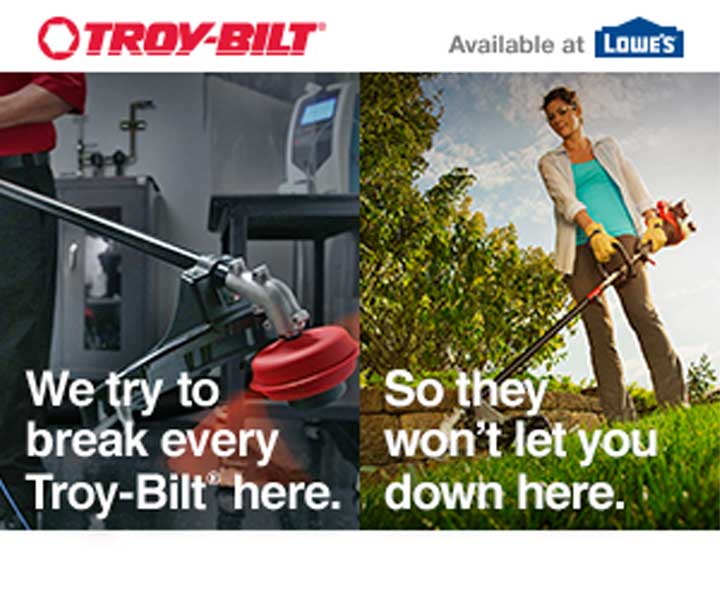 TROY-BILT®
Available at LOWE'S
We try to
break every
Troy-Bilt® here.
So they
won't let you
down here.